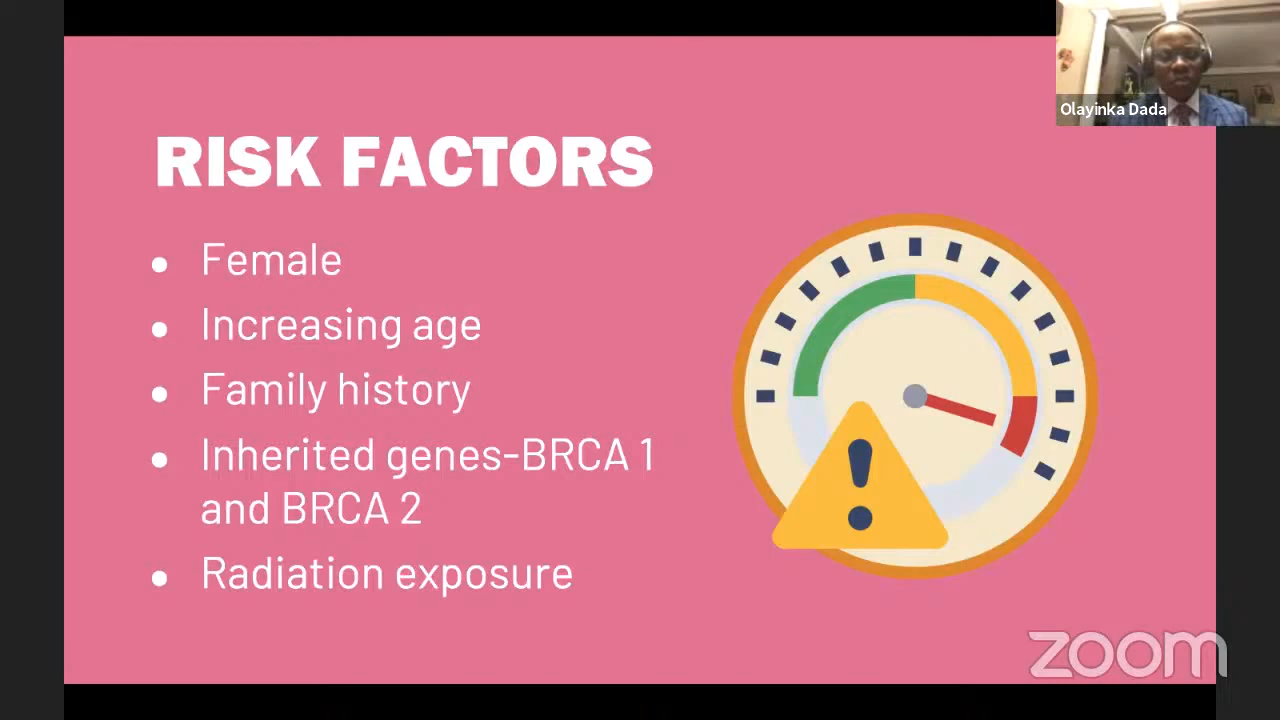 Olayinka Dada
RISK FACTORS
• Female
• Increasing age
• Family history
• Inherited genes-BRCA 1
and BRCA 2
• Radiation exposure
zoom